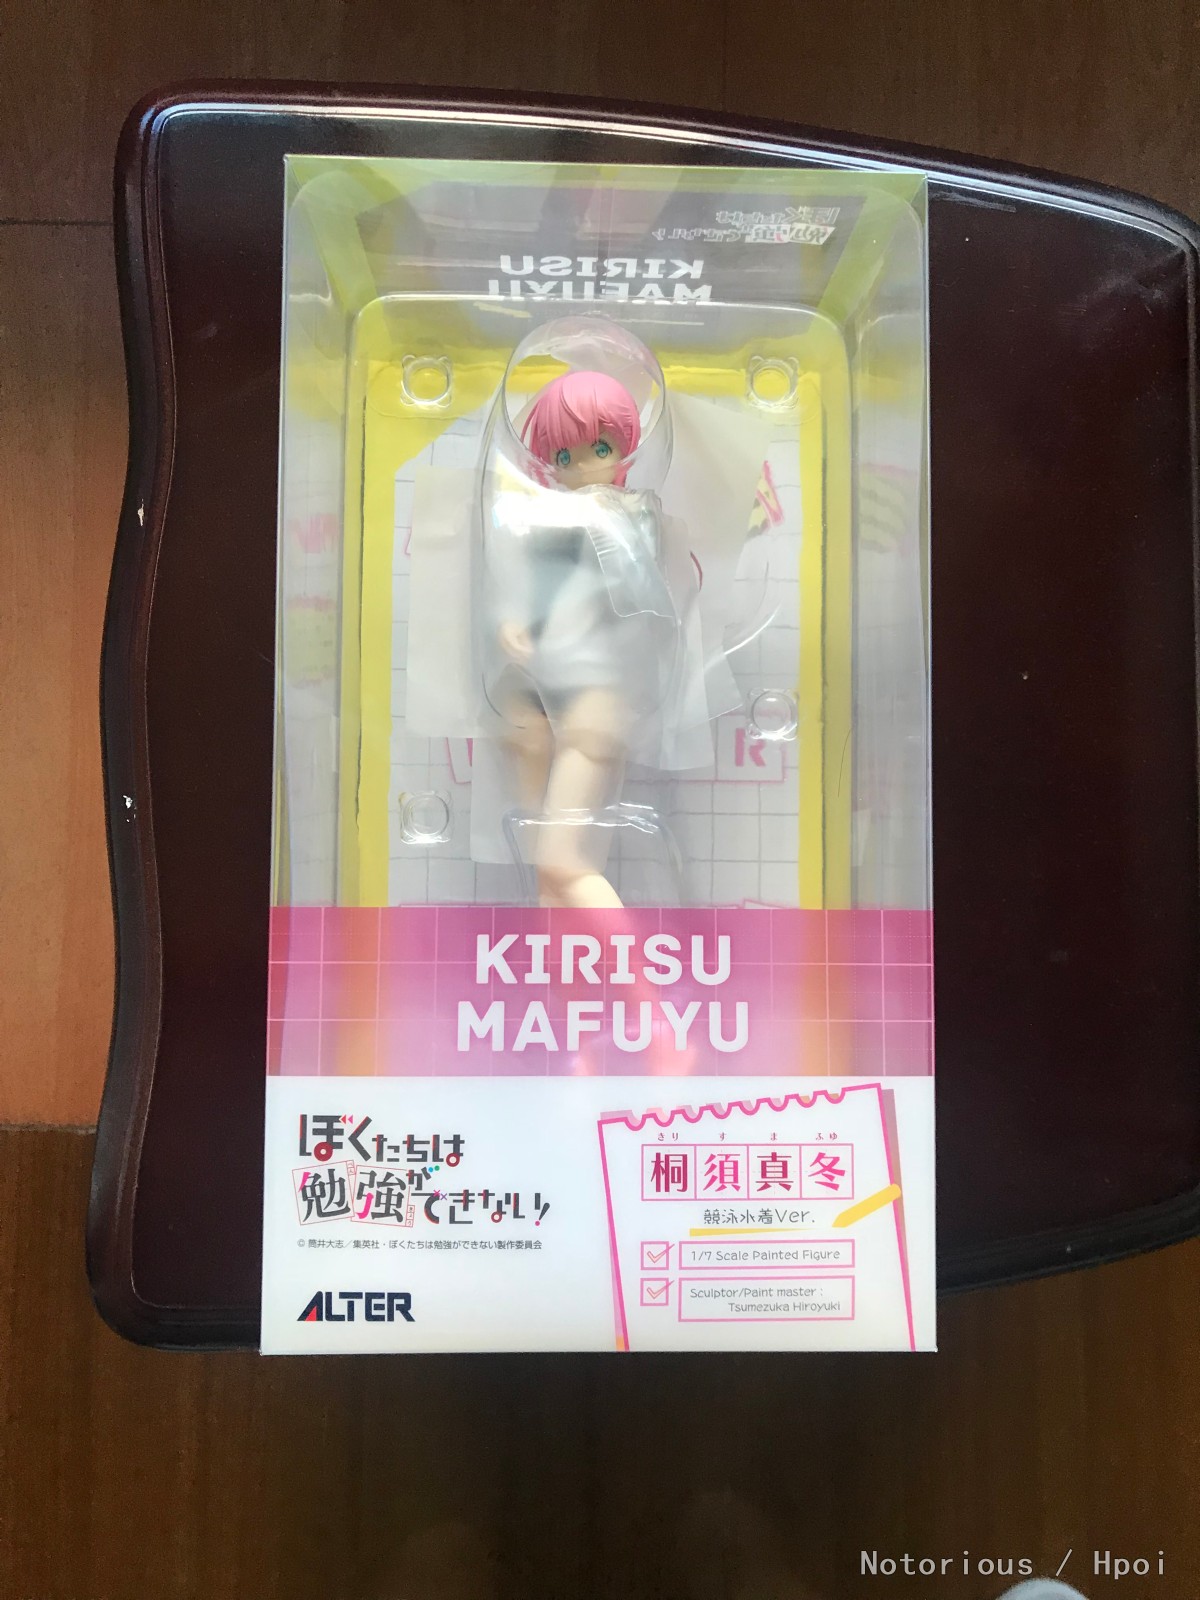 KIRISU
MAFUYU
KIRISU
MAFUYU
ぼくたちは
勉強ができない!
© 筒井大志/集英社・ぼくたちは勉強ができない製作委員会
ALTER
きり す ま ふゆ
桐須真冬
競泳水着Ver.
1/7 Scale Painted Figure
Sculptor/Paint master :
Tsumezuka Hiroyuki
Notorious / Hpoi